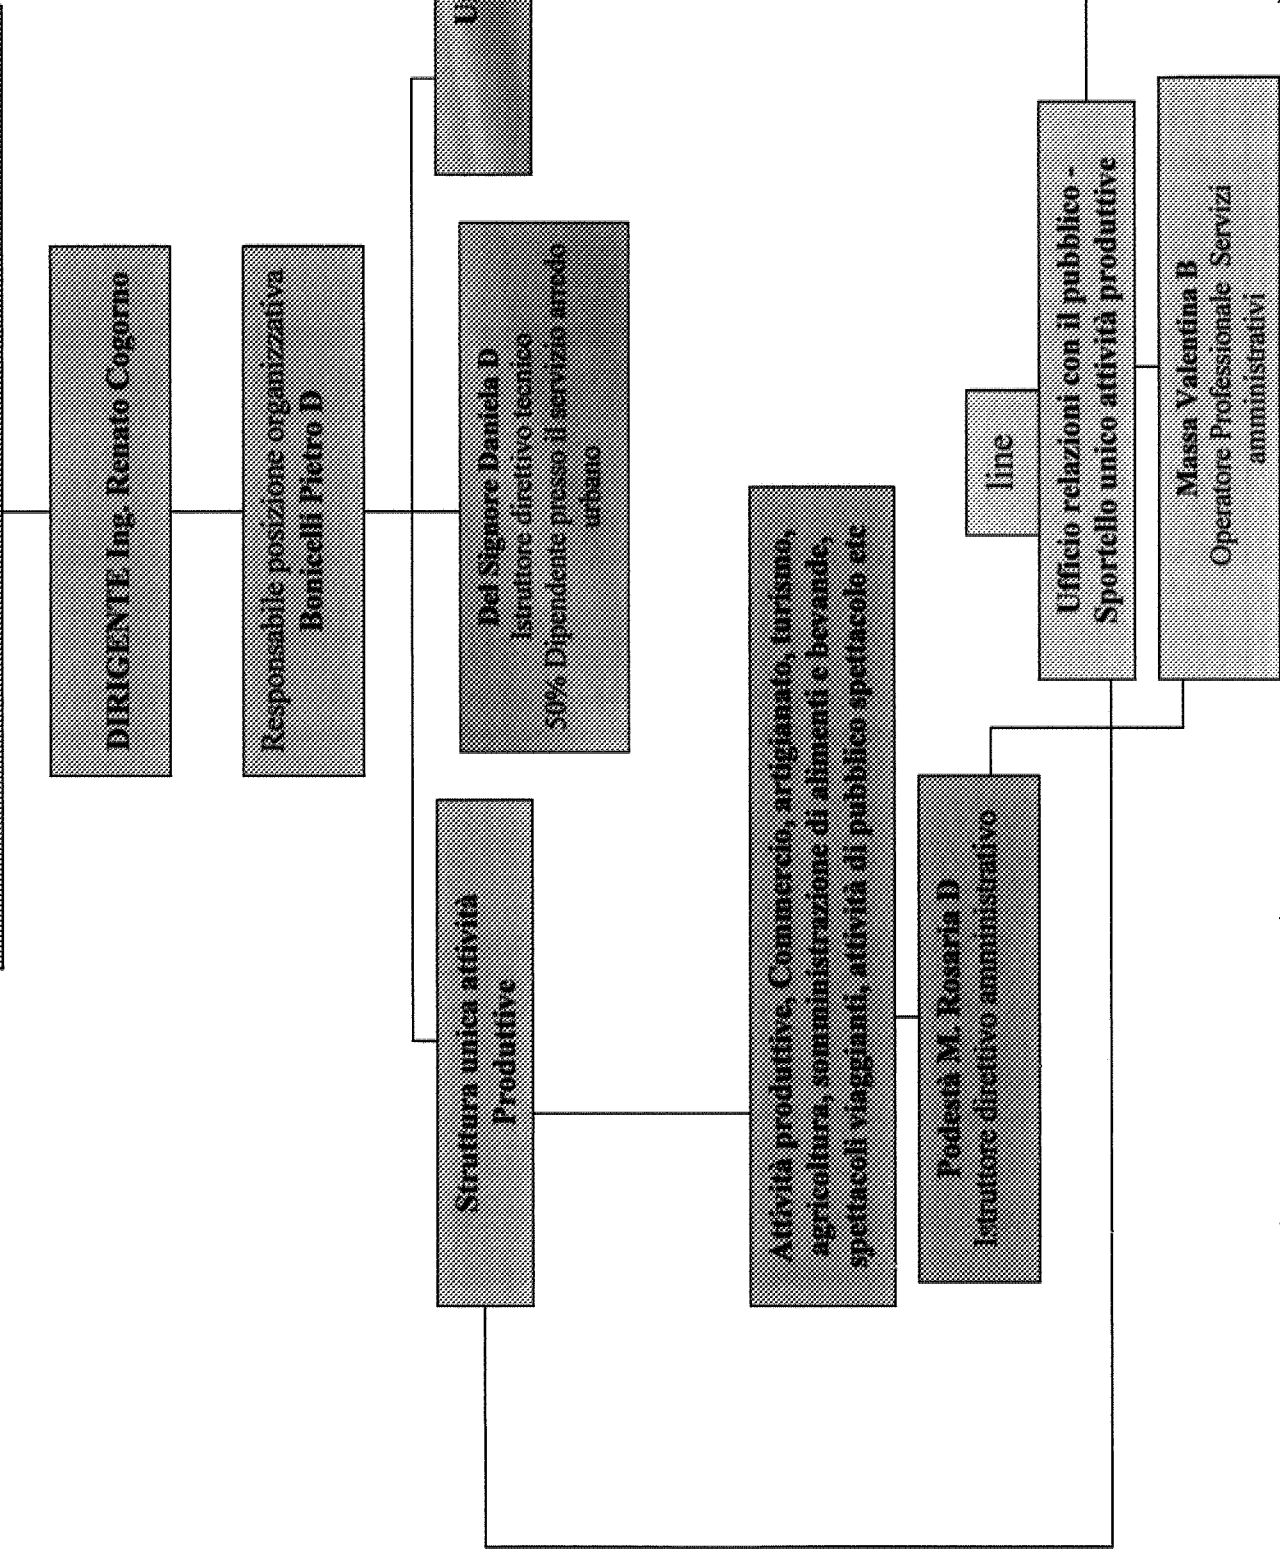 DIRIGENTE Ing. Renato Cogorno
Responsabile posizione organizzativa
Bonicelli Pietro D
Struttura unica attività
Produttive
Del Signore Daniela D
Istruttore direttivo tecnico
50% Dipendente presso il servizio arredo
urbano
Attività produttive, Commercio, artigianato, turismo,
agricoltura, somministrazione di alimenti e bevande,
spettacoli viaggianti, attività di pubblico spettacolo etc
Podestà M. Rosaria D
Istruttore direttivo amministrativo
line
Ufficio relazioni con il pubblico -
Sportello unico attività produttive
Massa Valentina B
Operatore Professionale Servizi
amministrativi